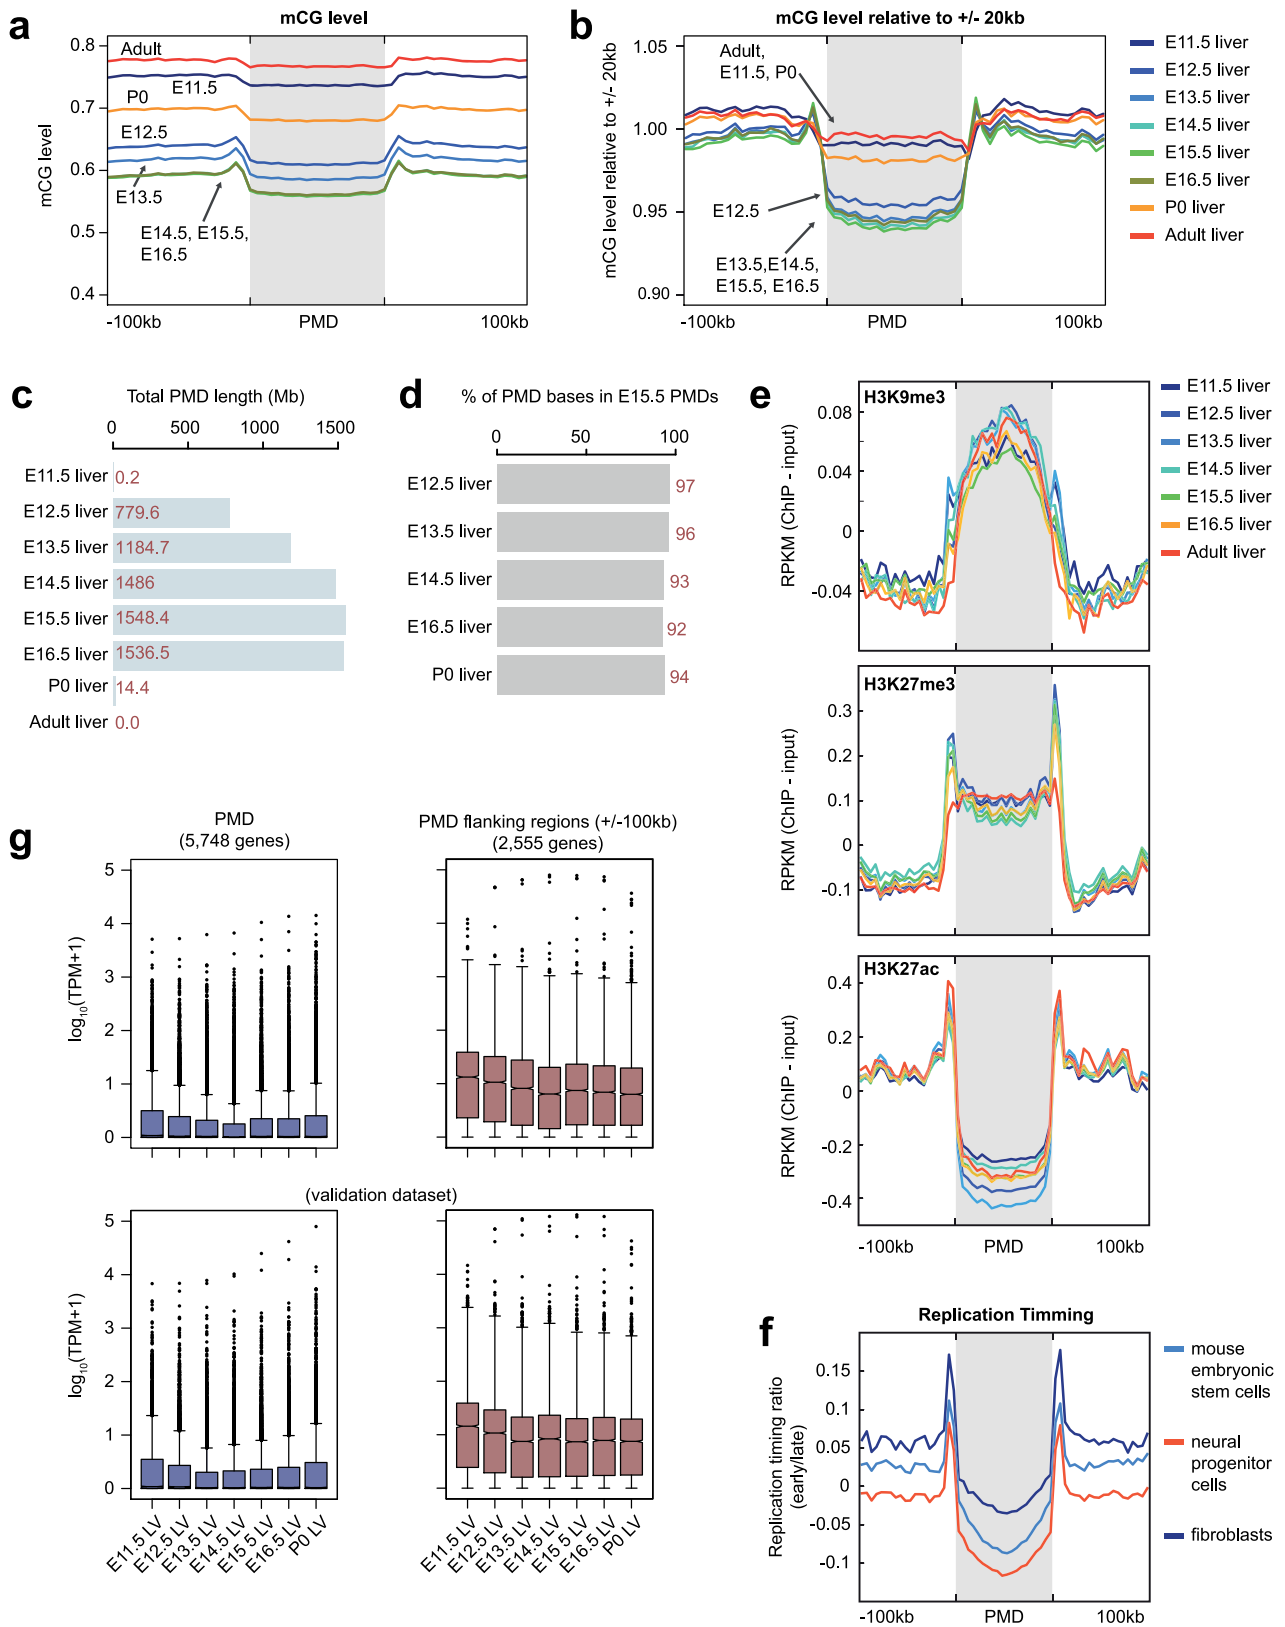 a
mCG level
mCG level
0.8
0.7
0.6
0.5
0.4
Adult
E11.5
P0
E12.5
E13.5
E14.5, E15.5,
E16.5
-100kb
PMD
100kb
b
mCG level relative to +/- 20kb
mCG level relative to +/- 20kb
1.05
1.00
0.95
0.90
Adult,
E11.5, P0
E12.5
E13.5,E14.5,
E15.5, E16.5
-100kb
PMD
100kb
E11.5 liver
E12.5 liver
E13.5 liver
E14.5 liver
E15.5 liver
E16.5 liver
P0 liver
Adult liver
c
Total PMD length (Mb)
0 500 1000 1500
E11.5 liver 0.2
E12.5 liver 779.6
E13.5 liver 1184.7
E14.5 liver 1486
E15.5 liver 1548.4
E16.5 liver 1536.5
P0 liver 14.4
Adult liver 0.0
d
% of PMD bases in E15.5 PMDs
0 50 100
E12.5 liver 97
E13.5 liver 96
E14.5 liver 93
E16.5 liver 92
P0 liver 94
e
H3K9me3
RPKM (ChIP - input)
0.08
0.04
0
-0.04
H3K27me3
RPKM (ChIP - input)
0.3
0.2
0.1
0
-0.1
H3K27ac
RPKM (ChIP - input)
0.4
0.2
0
-0.2
-0.4
-100kb
PMD
100kb
E11.5 liver
E12.5 liver
E13.5 liver
E14.5 liver
E15.5 liver
E16.5 liver
Adult liver
f
Replication Timming
Replication timing ratio
(early/late)
0.15
0.1
0.05
0
-0.05
-0.1
-100kb
PMD
100kb
mouse
embryonic
stem cells
neural
progenitor
cells
fibroblasts
g
PMD
(5,748 genes)
log10(TPM+1)
5
4
3
2
1
0
PMD flanking regions (+/-100kb)
(2,555 genes)
(validation dataset)
log10(TPM+1)
5
4
3
2
1
0
E11.5 LV
E12.5 LV
E13.5 LV
E14.5 LV
E15.5 LV
E16.5 LV
P0 LV
E11.5 LV
E12.5 LV
E13.5 LV
E14.5 LV
E15.5 LV
E16.5 LV
P0 LV